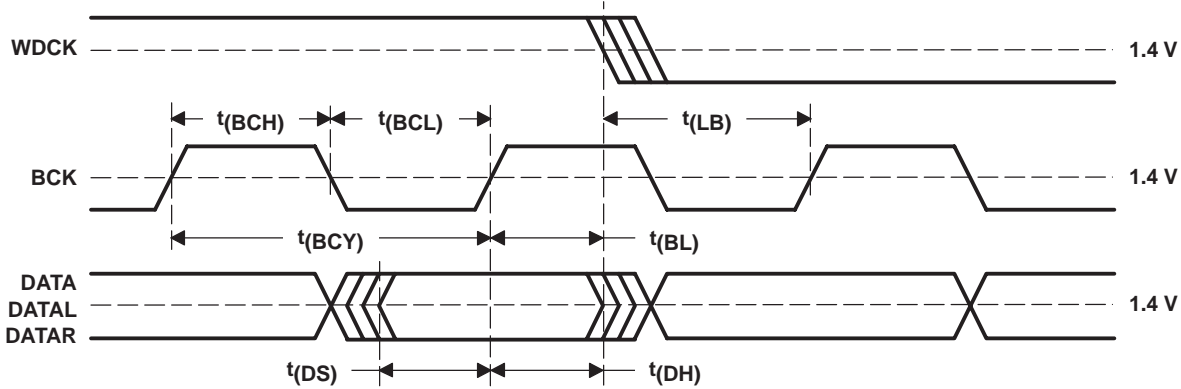 WDCK
1.4 V
t(BCH)
t(BCL)
t(LB)
BCK
1.4 V
t(BCY)
t(BL)
DATA
DATAL
DATAR
1.4 V
t(DS)
t(DH)